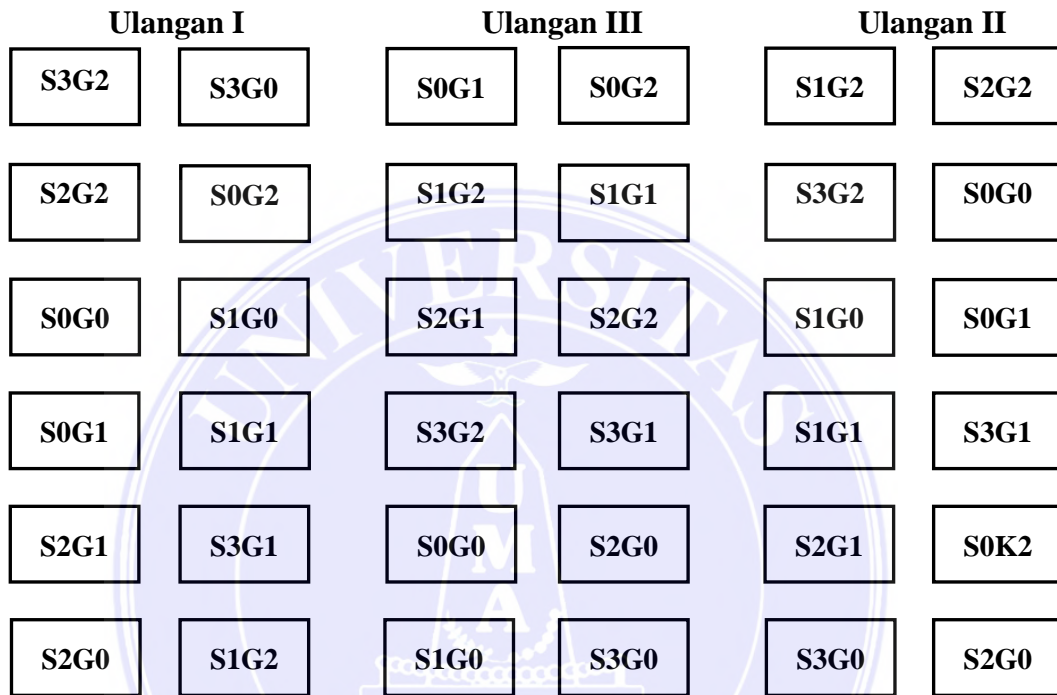 Ulangan I Ulangan III Ulangan II
S3G2 S3G0 S0G1 S0G2 S1G2 S2G2
S2G2 S0G2 S1G2 S1G1 S3G2 S0G0
S0G0 S1G0 S2G1 S2G2 S1G0 S0G1
S0G1 S1G1 S3G2 S3G1 S1G1 S3G1
S2G1 S3G1 S0G0 S2G0 S2G1 S0K2
S2G0 S1G2 S1G0 S3G0 S3G0 S2G0
UNIVERSITAS
UMA